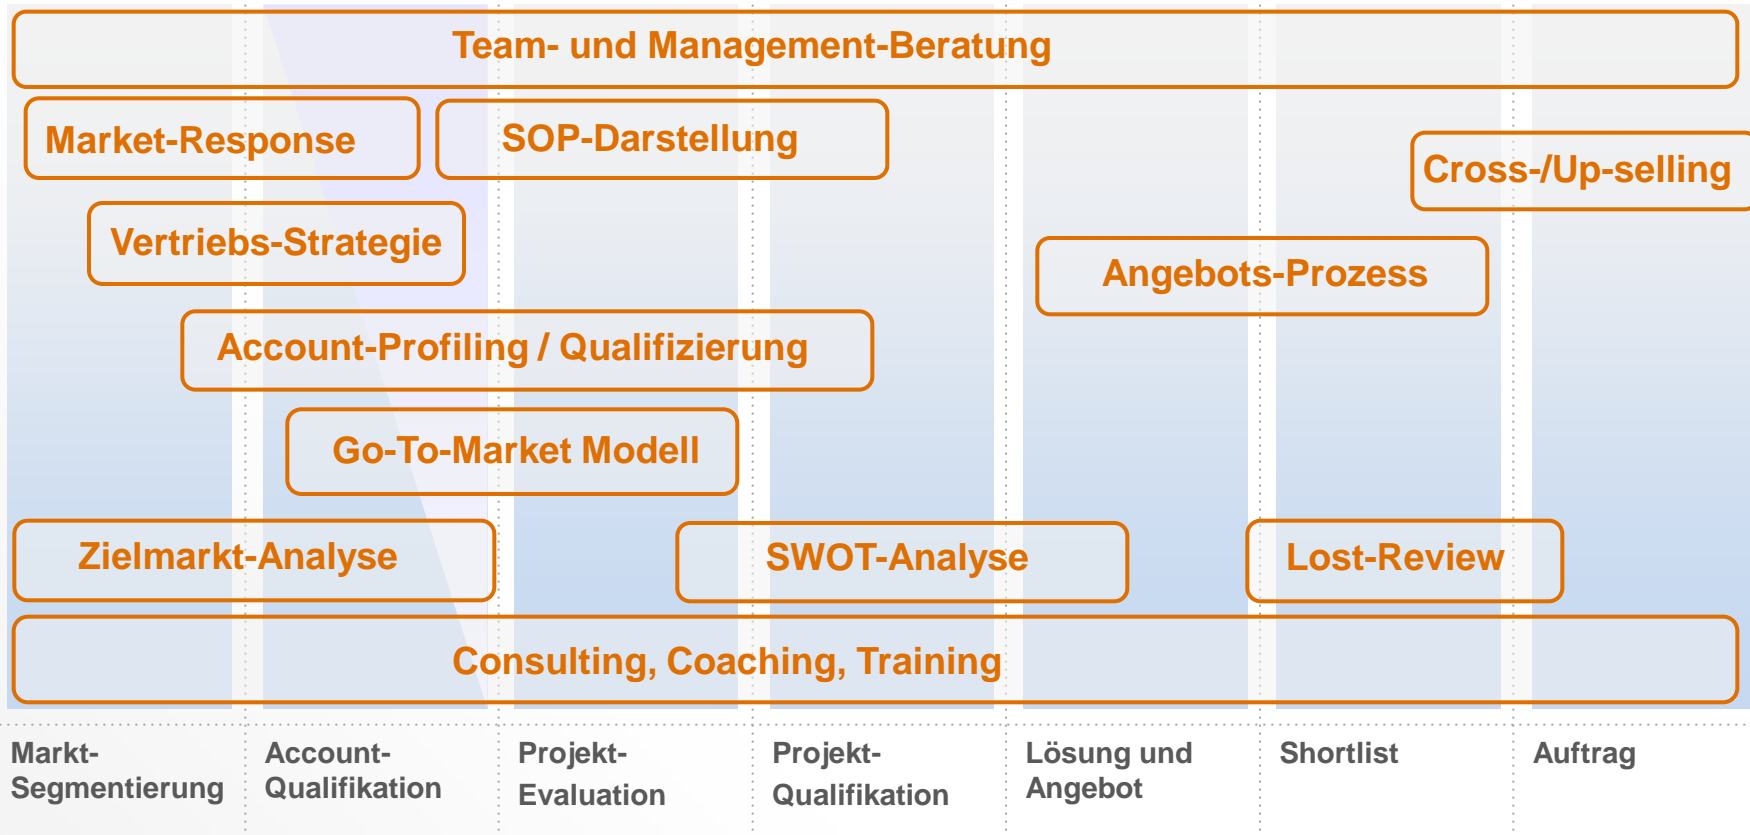 Team- und Management-Beratung
Market-Response
SOP-Darstellung
Cross-/Up-selling
Vertriebs-Strategie
Angebots-Prozess
Account-Profiling / Qualifizierung
Go-To-Market Modell
Zielmarkt-Analyse
SWOT-Analyse
Lost-Review
Consulting, Coaching, Training
Markt-
Segmentierung
Account-
Qualifikation
Projekt-
Evaluation
Projekt-
Qualifikation
Lösung und
Angebot
Shortlist
Auftrag